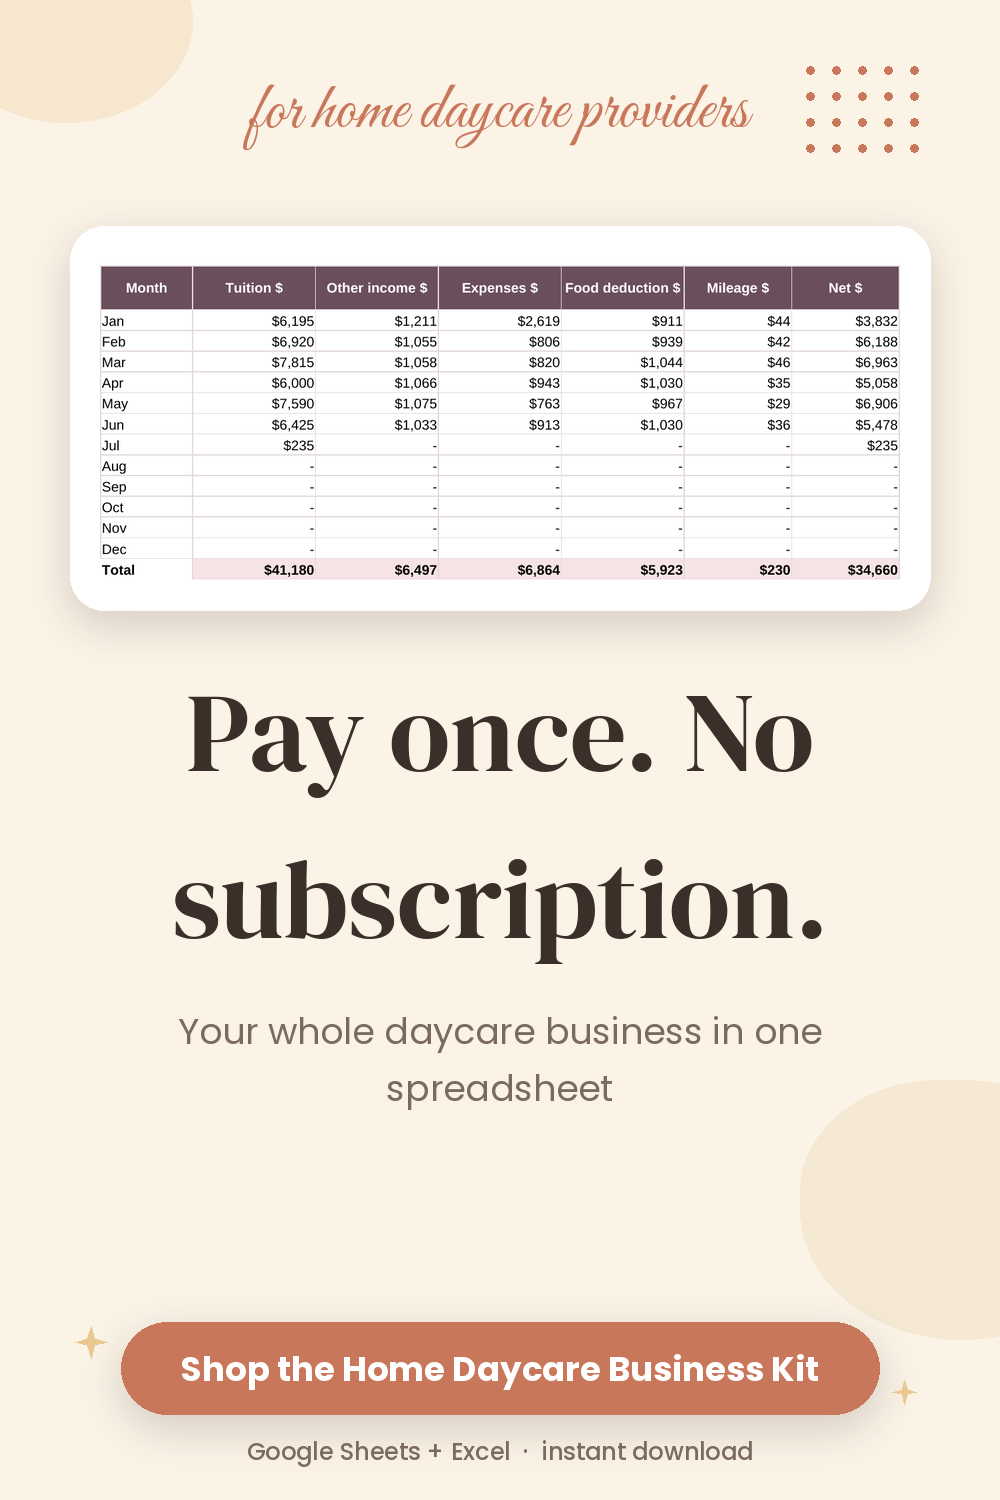 for home daycare providers
Month Tuition $ Other income $ Expenses $ Food deduction $ Mileage $ Net $
Jan $6,195 $1,211 $2,619 $911 $44 $3,832
Feb $6,920 $1,055 $806 $939 $42 $6,188
Mar $7,815 $1,058 $820 $1,044 $46 $6,963
Apr $6,000 $1,066 $943 $1,030 $35 $5,058
May $7,590 $1,075 $763 $967 $29 $6,906
Jun $6,425 $1,033 $913 $1,030 $36 $5,478
Jul $235 - - - - $235
Aug - - - - - -
Sep - - - - - -
Oct - - - - - -
Nov - - - - - -
Dec - - - - - -
Total $41,180 $6,497 $6,864 $5,923 $230 $34,660
Pay once. No
subscription.
Your whole daycare business in one
spreadsheet
Shop the Home Daycare Business Kit
Google Sheets + Excel · instant download